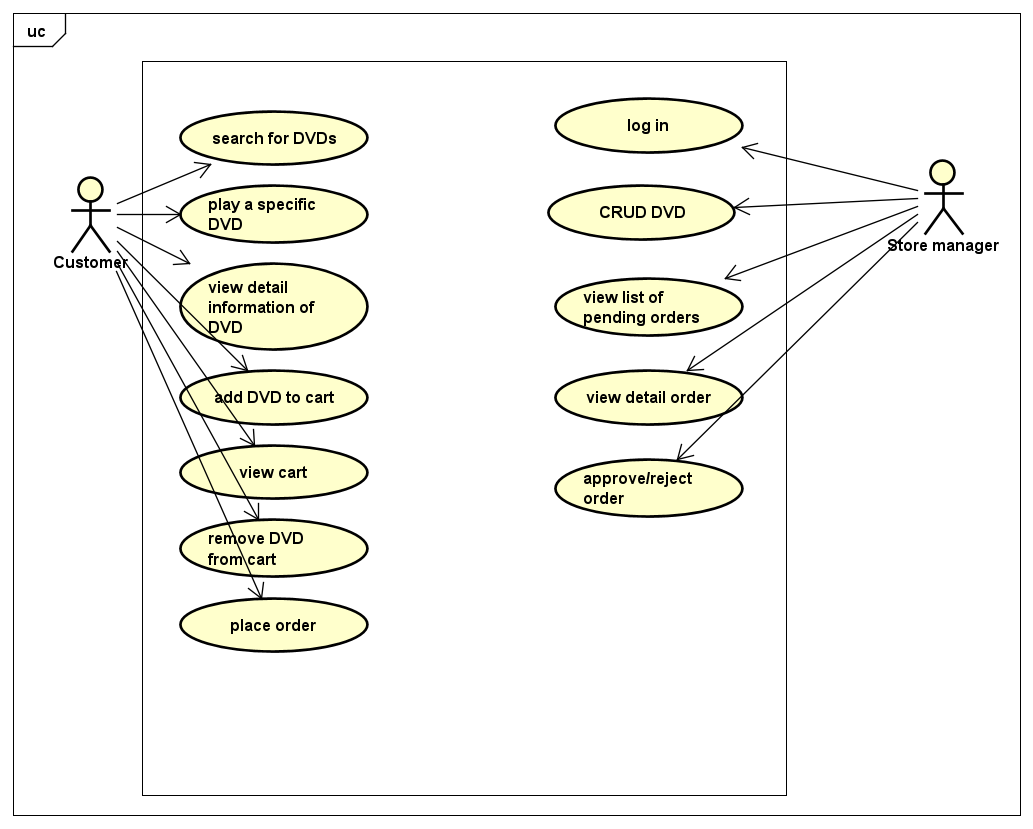 uc
search for DVDs
play a specific
DVD
view detail
information of
DVD
add DVD to cart
view cart
remove DVD
from cart
place order
log in
CRUD DVD
view list of
pending orders
view detail order
approve/reject
order
Customer
Store manager